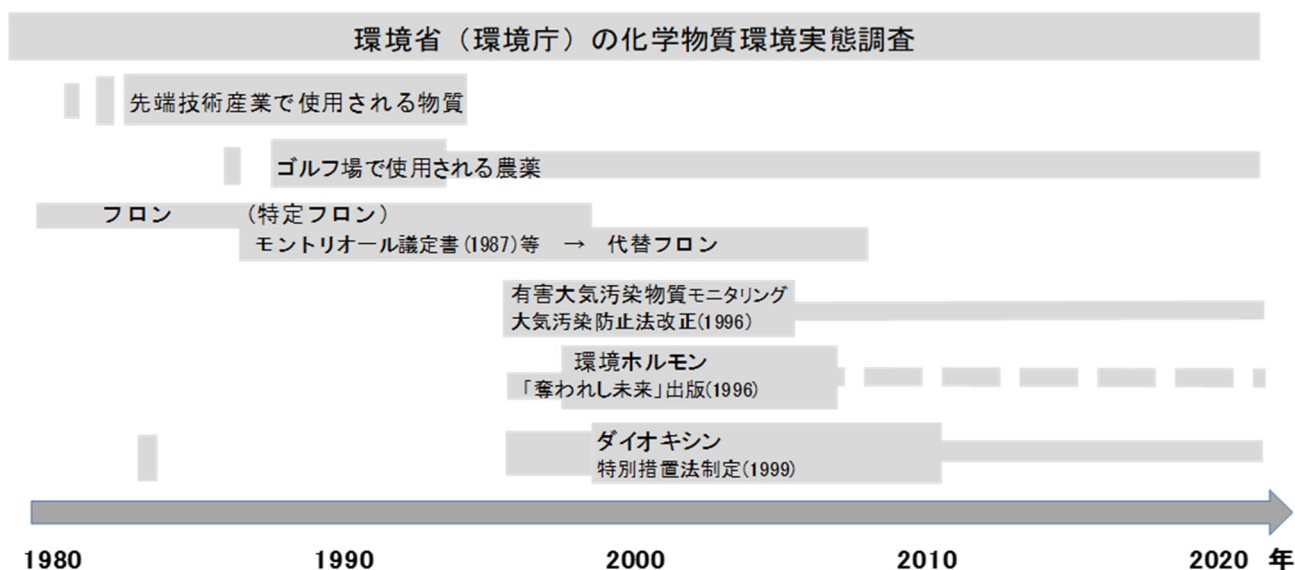 環境省（環境庁）の化学物質環境実態調査
先端技術産業で使用される物質
ゴルフ場で使用される農薬
フロン （特定フロン）
モントリオール議定書(1987)等 → 代替フロン
有害大気汚染物質モニタリング
大気汚染防止法改正(1996)
環境ホルモン
「奪われし未来」出版(1996)
ダイオキシン
特別措置法制定(1999)
1980 1990 2000 2010 2020 年